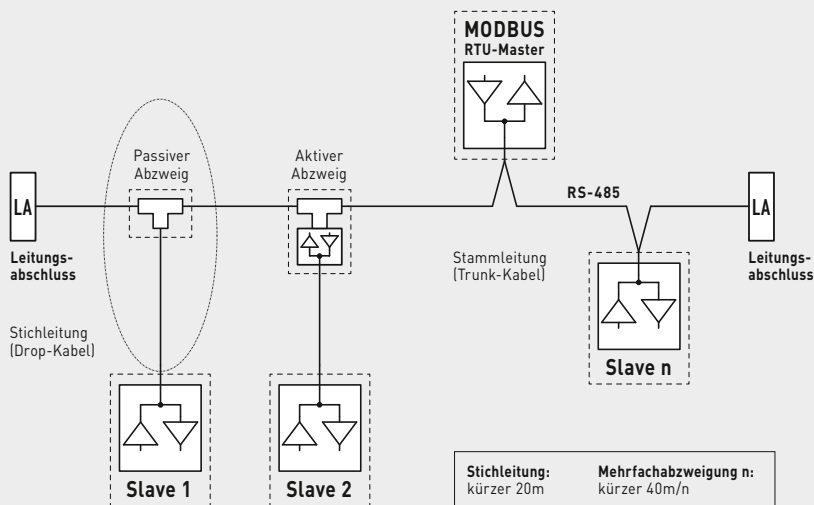 MODBUS
RTU-Master
Passiver
Abzweig
Aktiver
Abzweig
LA
RS-485
LA
Leitungs-
abschluss
Stammleitung
(Trunk-Kabel)
Leitungs-
abschluss
Stichleitung
(Drop-Kabel)
Slave n
Slave 1
Slave 2
Stichleitung: Mehrfachabzweigung n:
kürzer 20m kürzer 40m/n